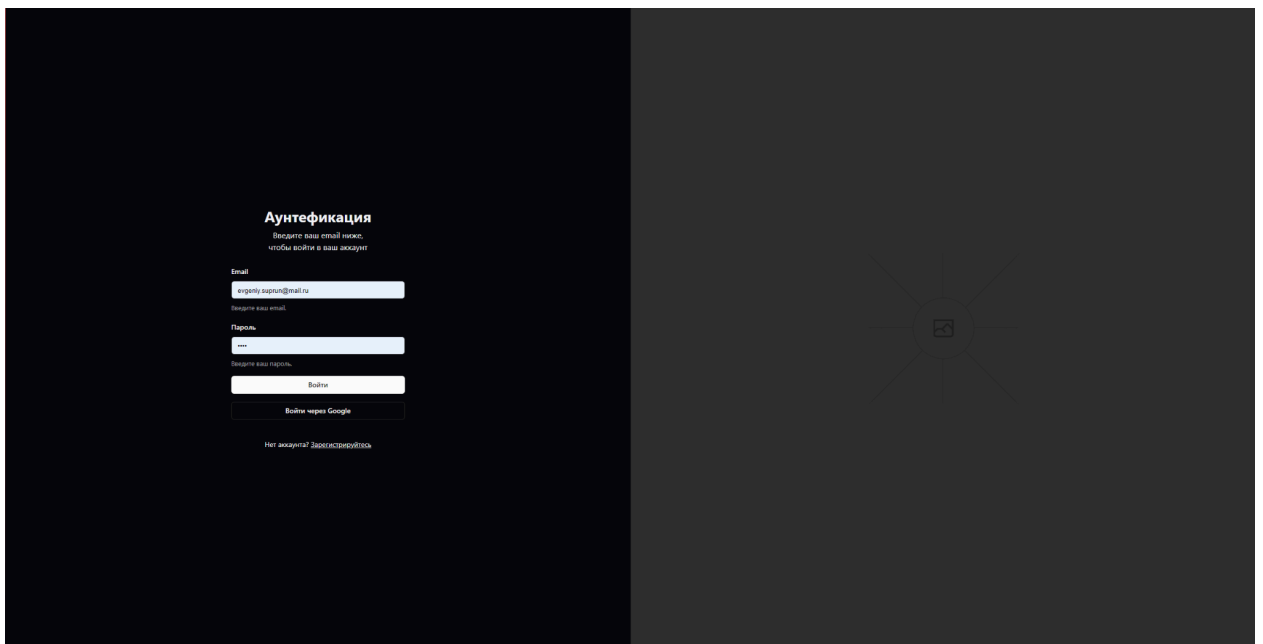 Аунтефикация
Введите ваш email ниже,
чтобы войти в ваш аккаунт
Email
evgeniy.suprun@mail.ru
Введите ваш email.
Пароль
••••
Введите ваш пароль.
Войти
Войти через Google
Нет аккаунта? Зарегистрируйтесь